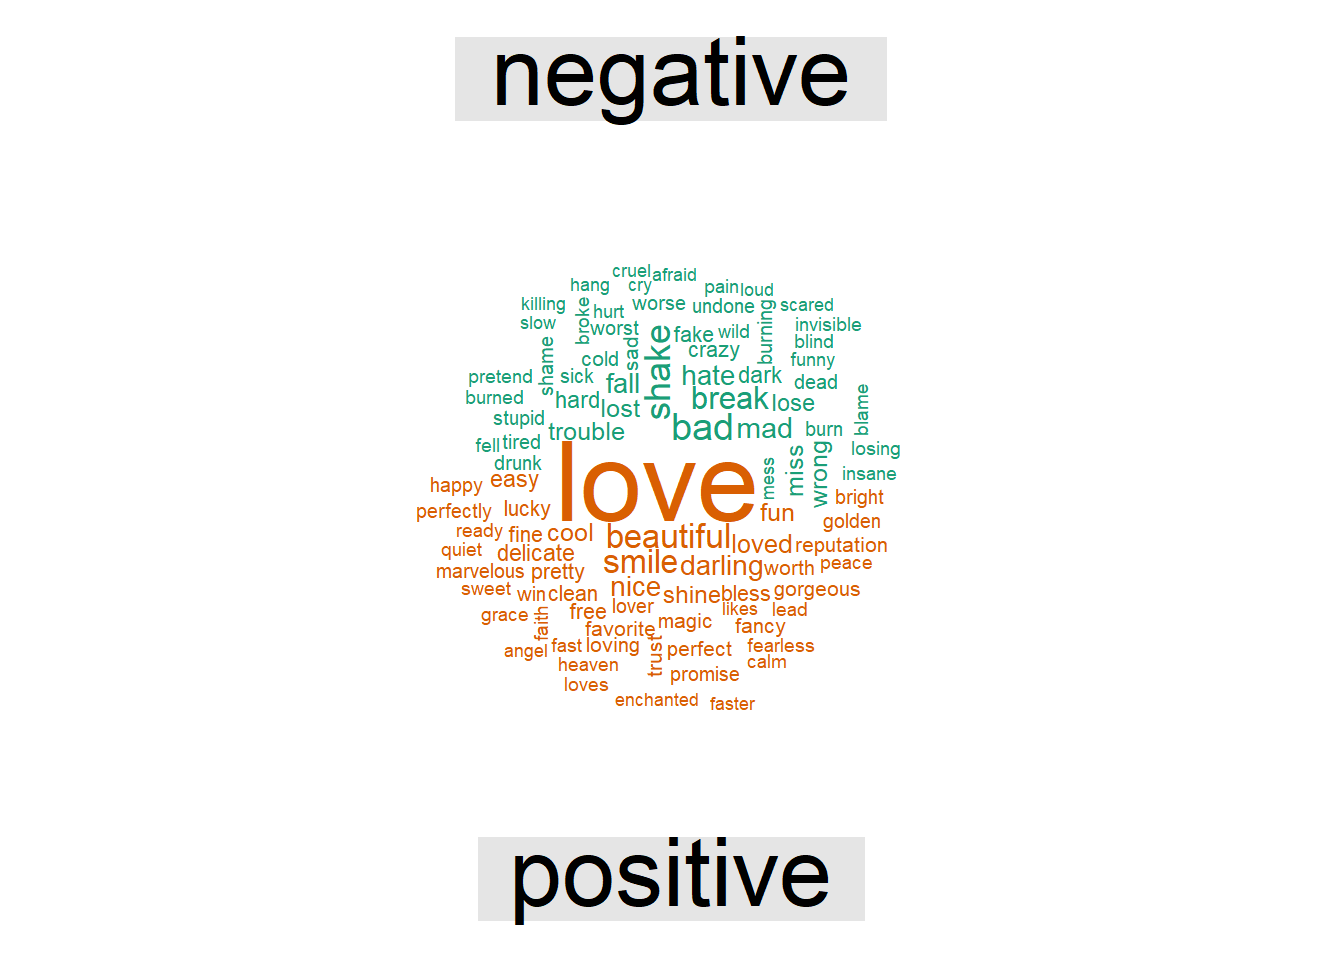 negative
cruel afraid
hang cry pain loud
killing broke hurt worse undone burning scared
slow worst sad shake fake wild invisible
shame cold crazy blind
pretend sick fall hate dark funny
burned hard lost break lose dead blame
stupid trouble bad mad burn
fell tired miss wrong losing
drunk love mess insane
happy easy bright
perfectly lucky fun golden
ready fine cool beautiful loved reputation
quiet delicate smile darling worth peace
marvelous pretty
sweet win clean nice shine bless gorgeous
grace faith free lover likes lead
favorite magic fancy
angel fast loving trust perfect fearless
heaven promise calm
loves
enchanted faster
positive